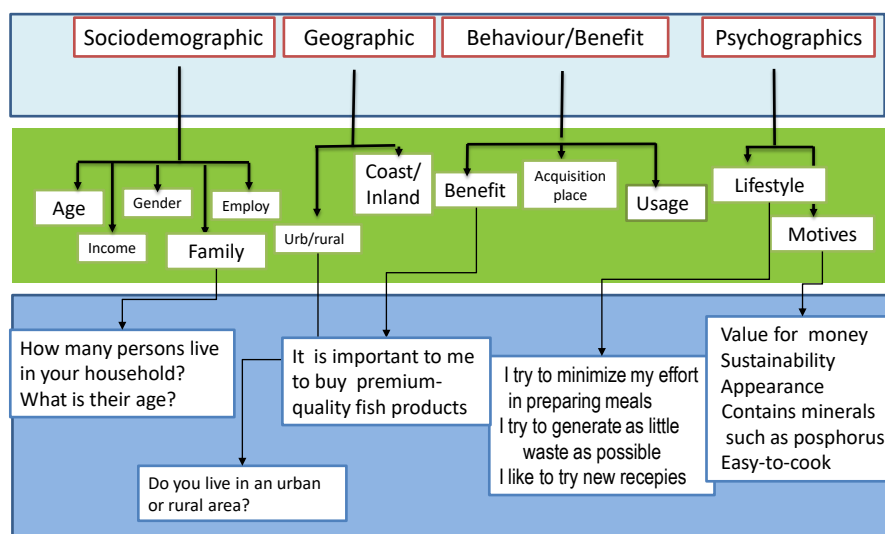 Sociodemographic
Geographic
Behaviour/Benefit
Psychographics
Age
Income
Gender
Family
Employ
Urb/rural
Coast/
Inland
Benefit
Acquisition
place
Usage
Lifestyle
Motives
How many persons live
in your household?
What is their age?
Do you live in an urban
or rural area?
It is important to me
to buy premium-
quality fish products
I try to minimize my effort
in preparing meals
I try to generate as little
waste as possible
I like to try new recepies
Value for money
Sustainability
Appearance
Contains minerals
such as posphorus
Easy-to-cook